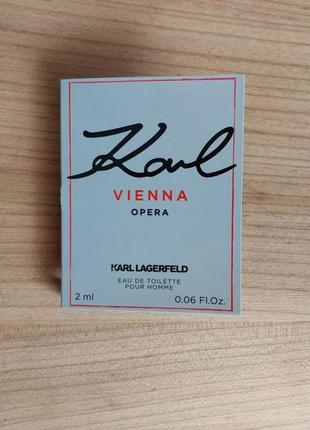 Karl
VIENNA
OPERA
KARL LAGERFELD
EAU DE TOILETTE
POUR HOMME
2 ml 0.06 Fl.Oz.